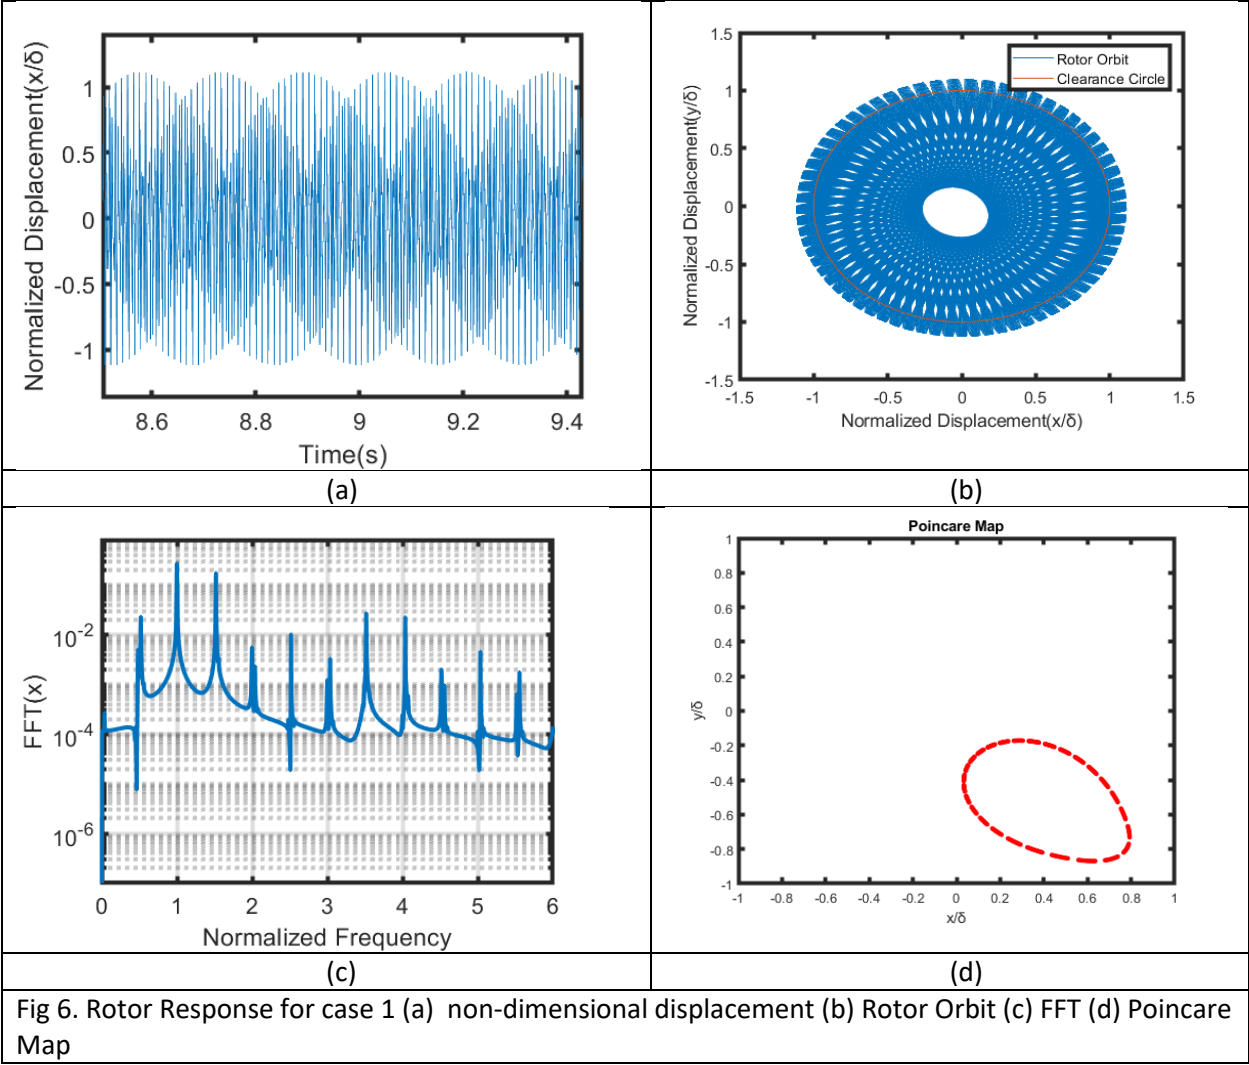 Normalized Displacement(x/δ)
1
0.5
0
-0.5
-1
8.6 8.8 9 9.2 9.4
Time(s)
(a)
Normalized Displacement(y/δ)
1.5
1
0.5
0
-0.5
-1
-1.5
Rotor Orbit
Clearance Circle
-1.5 -1 -0.5 0 0.5 1 1.5
Normalized Displacement(x/δ)
(b)
FFT(x)
10-2
10-4
10-6
0 1 2 3 4 5 6
Normalized Frequency
(c)
Poincare Map
y/δ
1
0.8
0.6
0.4
0.2
0
-0.2
-0.4
-0.6
-0.8
-1
-1 -0.8 -0.6 -0.4 -0.2 0 0.2 0.4 0.6 0.8 1
x/δ
(d)
Fig 6. Rotor Response for case 1 (a) non-dimensional displacement (b) Rotor Orbit (c) FFT (d) Poincare
Map